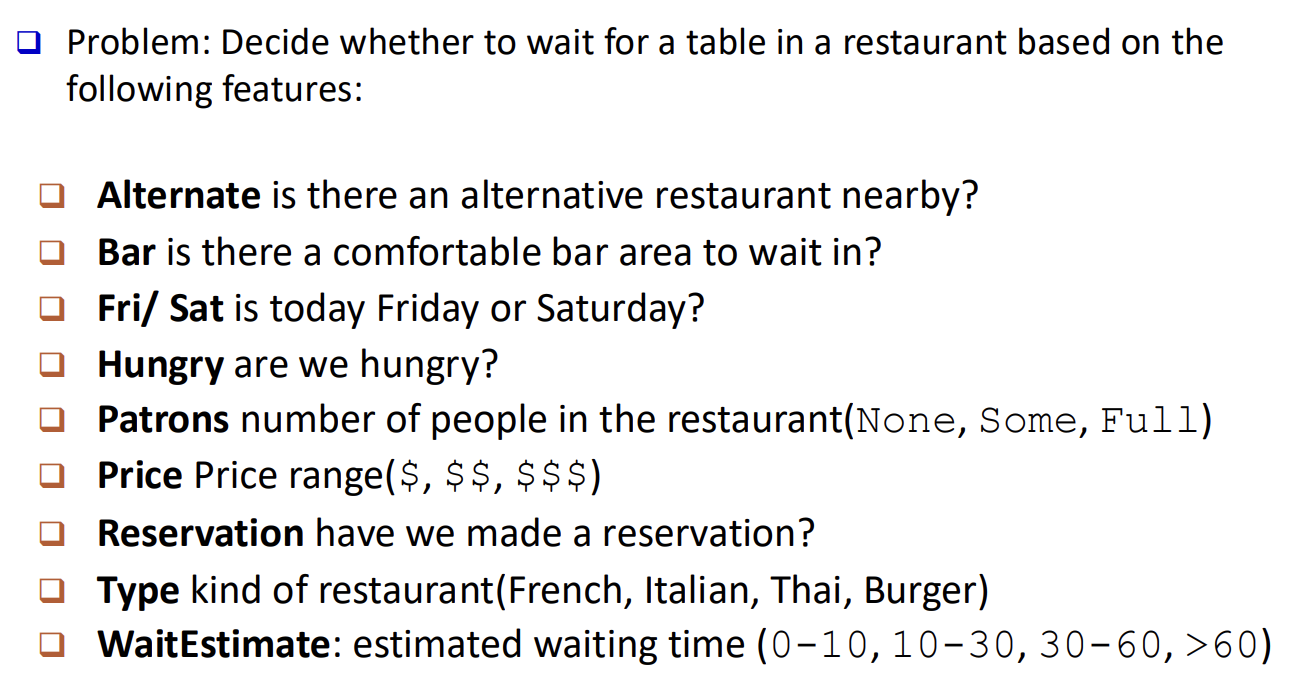 Problem: Decide whether to wait for a table in a restaurant based on the
following features:
Alternate is there an alternative restaurant nearby?
Bar is there a comfortable bar area to wait in?
Fri/ Sat is today Friday or Saturday?
Hungry are we hungry?
Patrons number of people in the restaurant(None, Some, Full)
Price Price range($, $$, $$$)
Reservation have we made a reservation?
Type kind of restaurant(French, Italian, Thai, Burger)
WaitEstimate: estimated waiting time (0-10, 10-30, 30-60, >60)